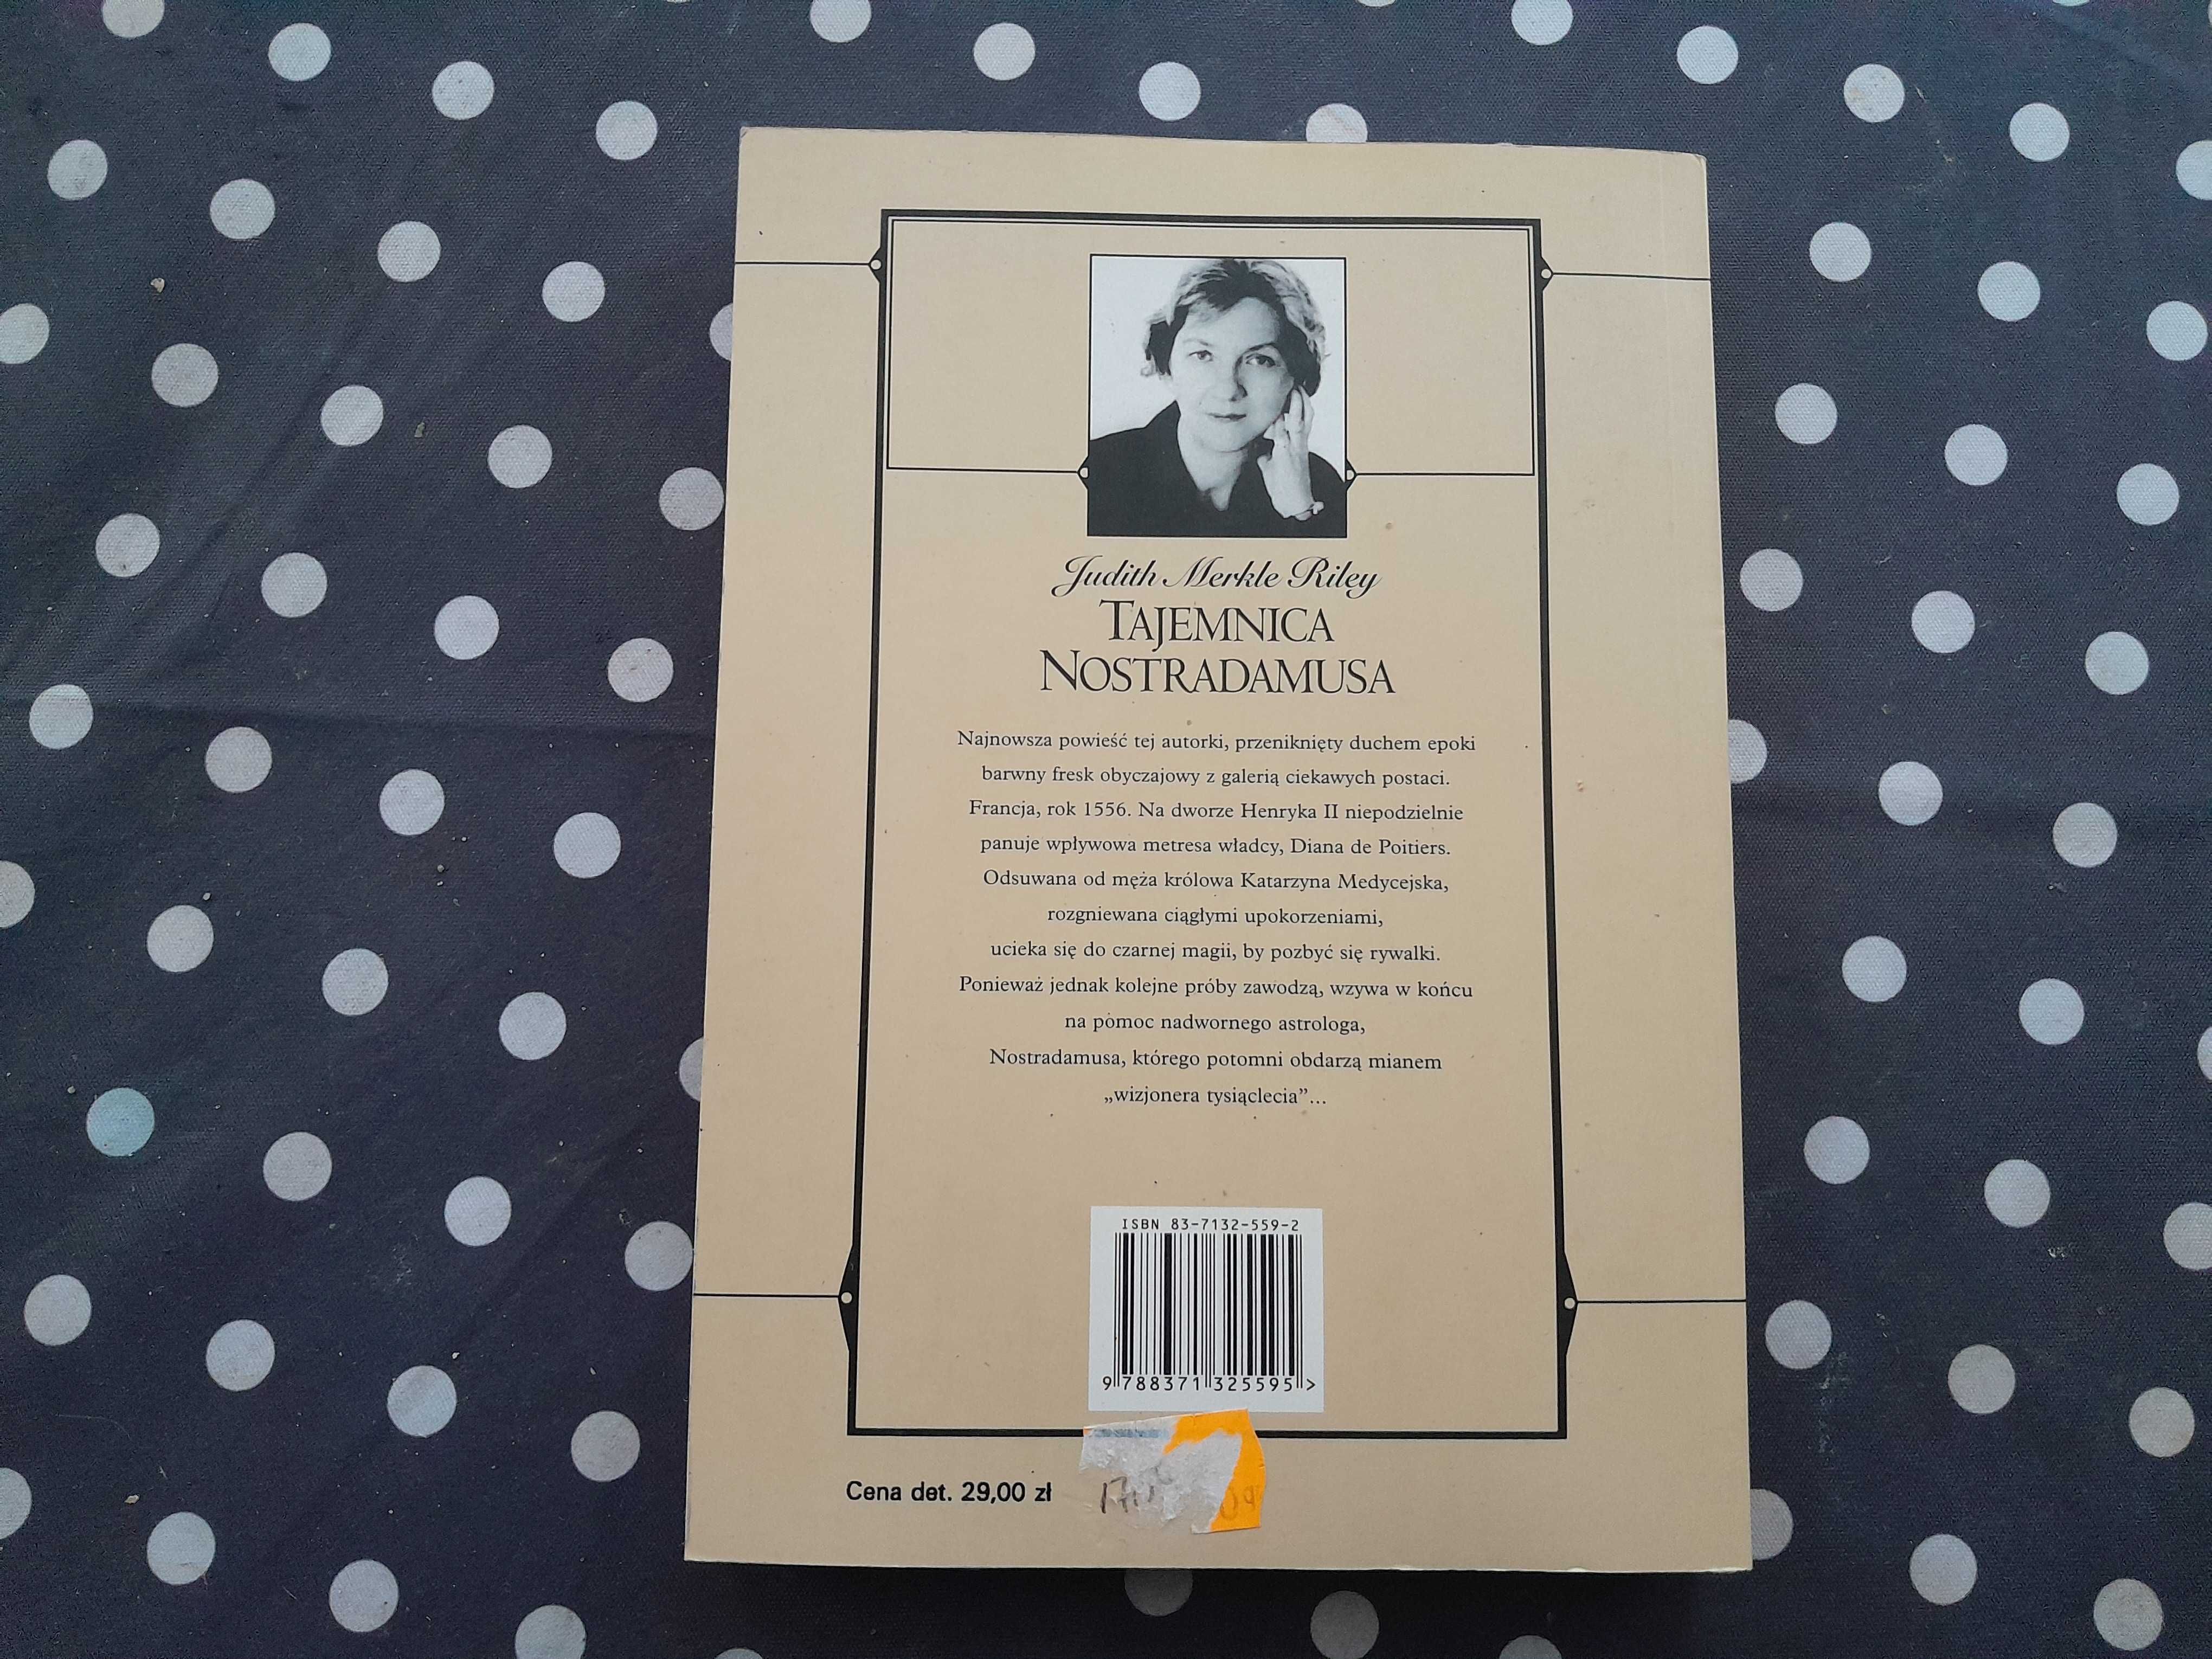 Judith Merkle Riley
TAJEMNICA
NOSTRADAMUSA
Najnowsza powieść tej autorki, przeniknięty duchem epoki
barwny fresk obyczajowy z galerią ciekawych postaci.
Francja, rok 1556. Na dworze Henryka II niepodzielnie
panuje wpływowa metresa władcy, Diana de Poitiers.
Odsuwana od męża królowa Katarzyna Medycejska,
rozgniewana ciągłymi upokorzeniami,
ucieka się do czarnej magii, by pozbyć się rywalki.
Ponieważ jednak kolejne próby zawodzą, wzywa w końcu
na pomoc nadwornego astrologa,
Nostradamusa, którego potomni obdarzą mianem
„wizjonera tysiąclecia”...
ISBN 83-7132-559-2
9 788371 325595 >
Cena det. 29,00 zł